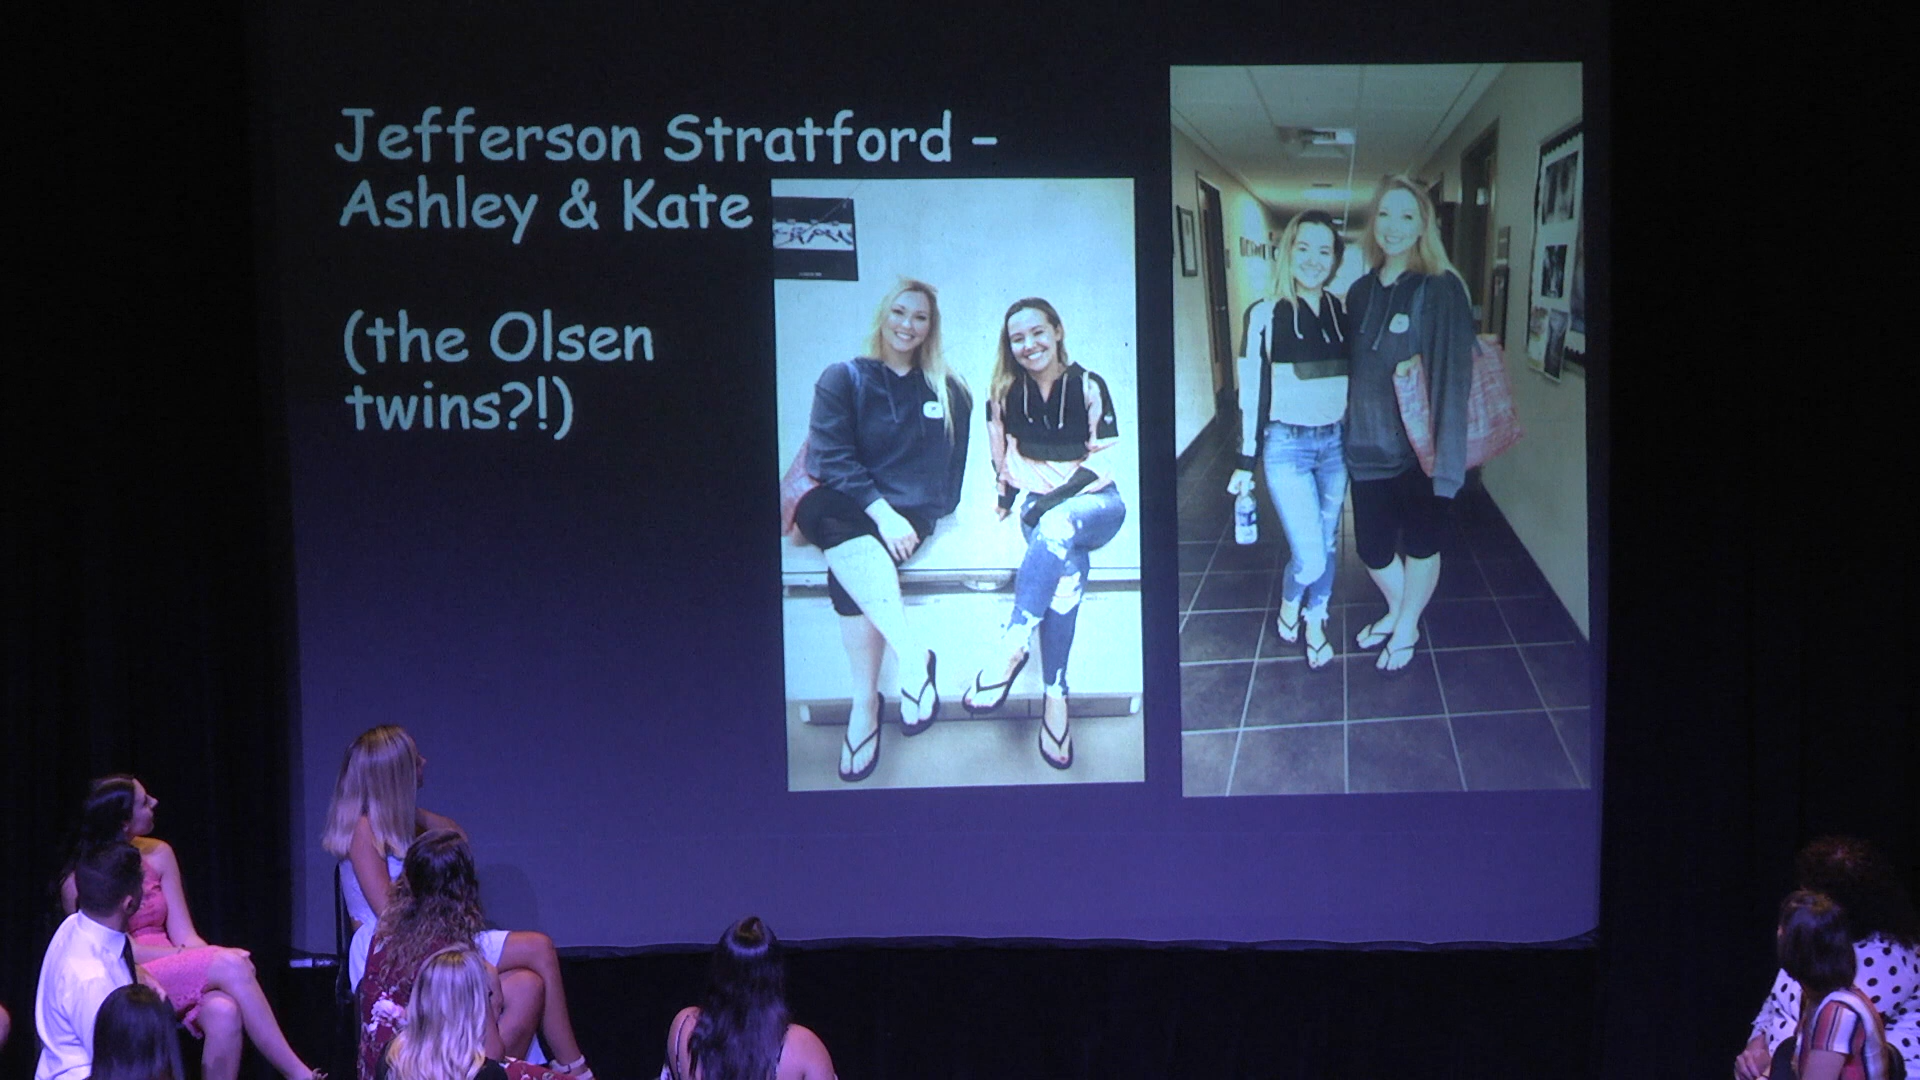 Jefferson Stratford –
Ashley & Kate
(the Olsen
twins?!)